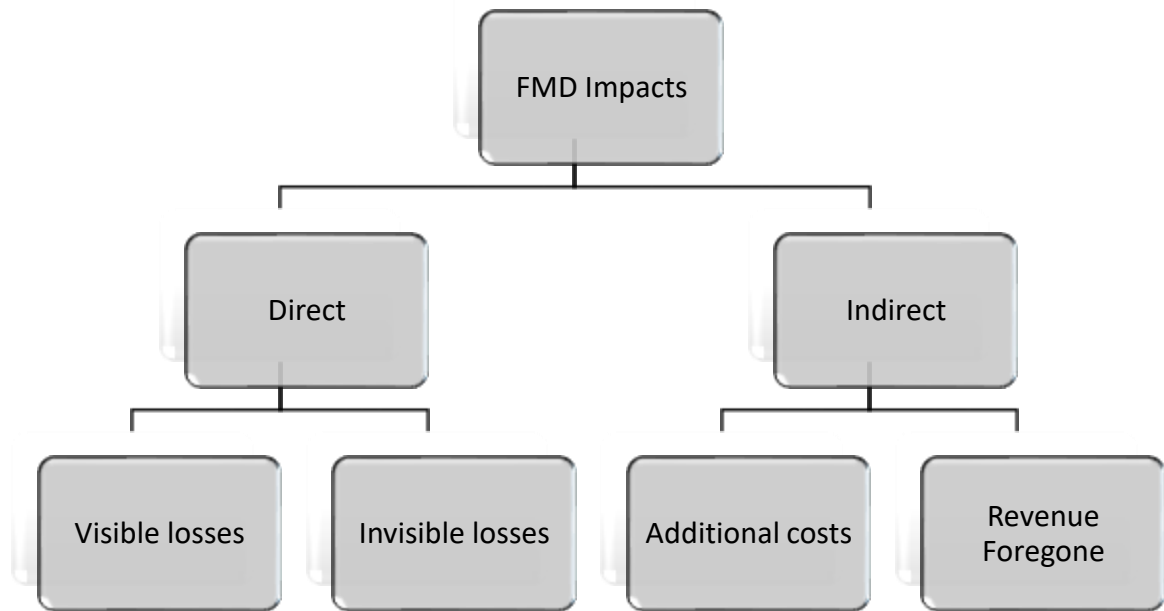 FMD Impacts
Direct
Indirect
Visible losses
Invisible losses
Additional costs
Revenue
Foregone